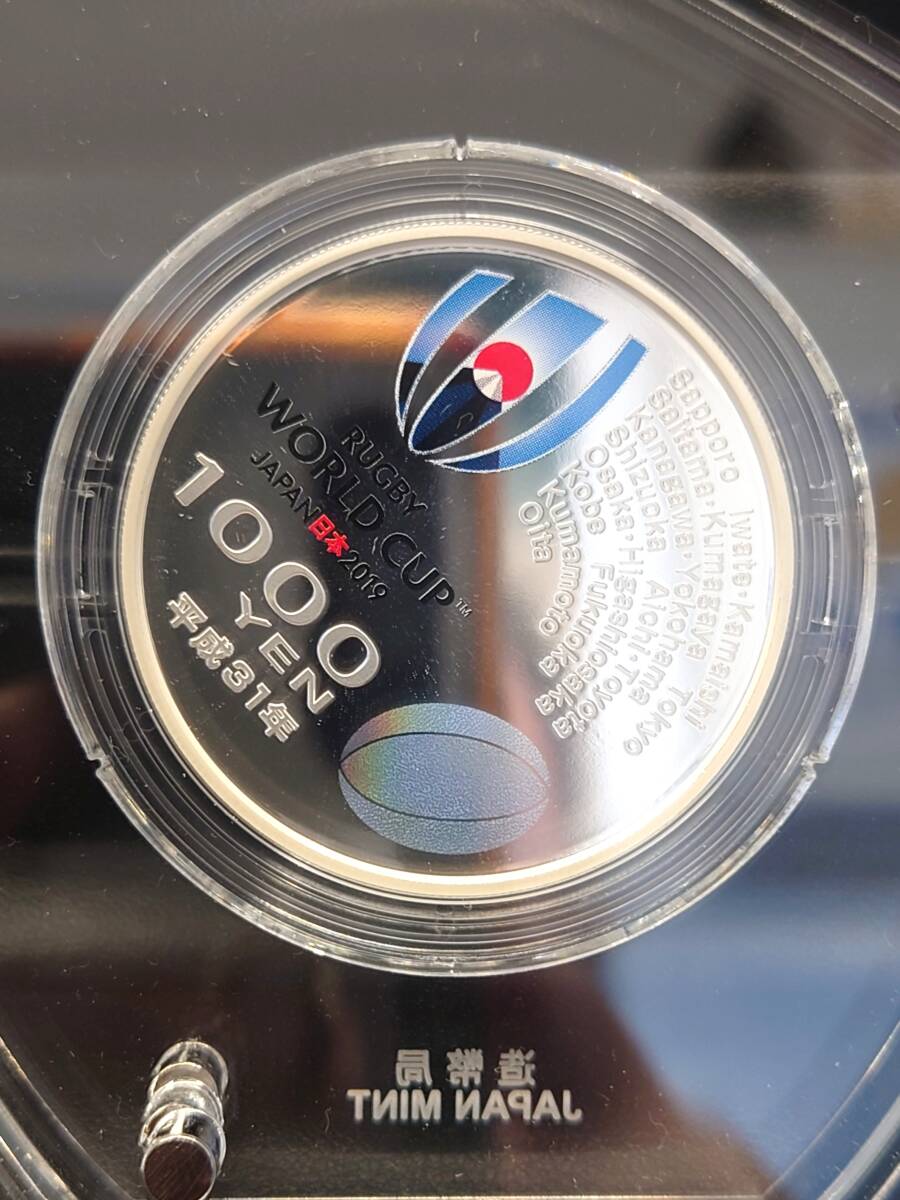 RUGBY
WORLD CUP™
JAPAN日本2019
1000
YEN
平成31年
Sapporo Iwate・Kamaishi
Saitama・Kumagaya Tokyo
Kanagawa・Yokohama
Shizuoka Aichi・Toyota
Osaka・Higashiosaka
Kobe Fukuoka
Kumamoto
Oita
造幣局
JAPAN MINT